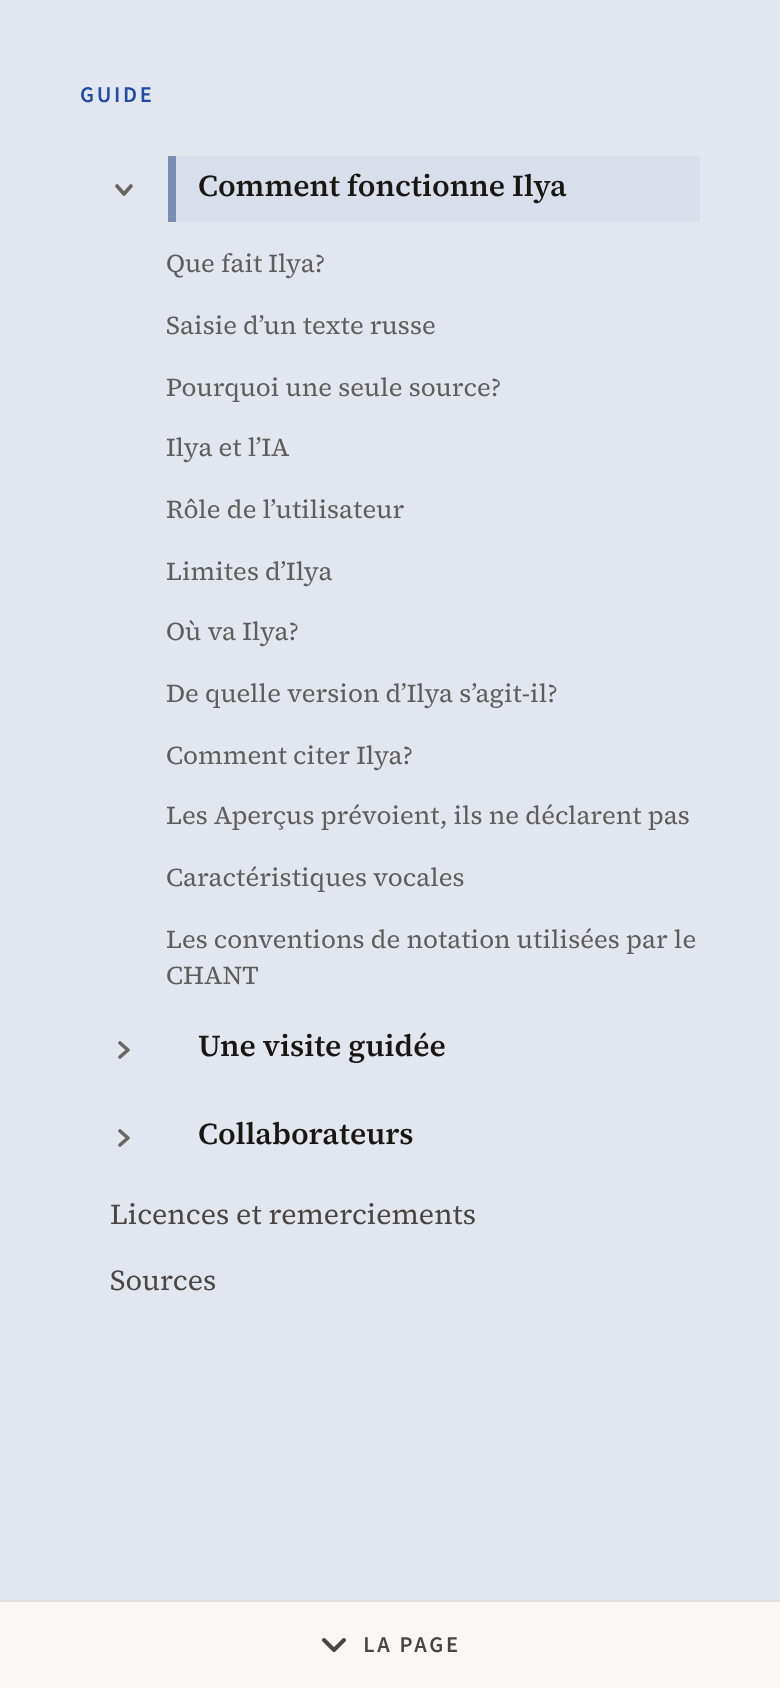 GUIDE
Comment fonctionne Ilya
Que fait Ilya?
Saisie d’un texte russe
Pourquoi une seule source?
Ilya et l’IA
Rôle de l’utilisateur
Limites d’Ilya
Où va Ilya?
De quelle version d’Ilya s’agit-il?
Comment citer Ilya?
Les Aperçus prévoient, ils ne déclarent pas
Caractéristiques vocales
Les conventions de notation utilisées par le
CHANT
Une visite guidée
Collaborateurs
Licences et remerciements
Sources
LA PAGE